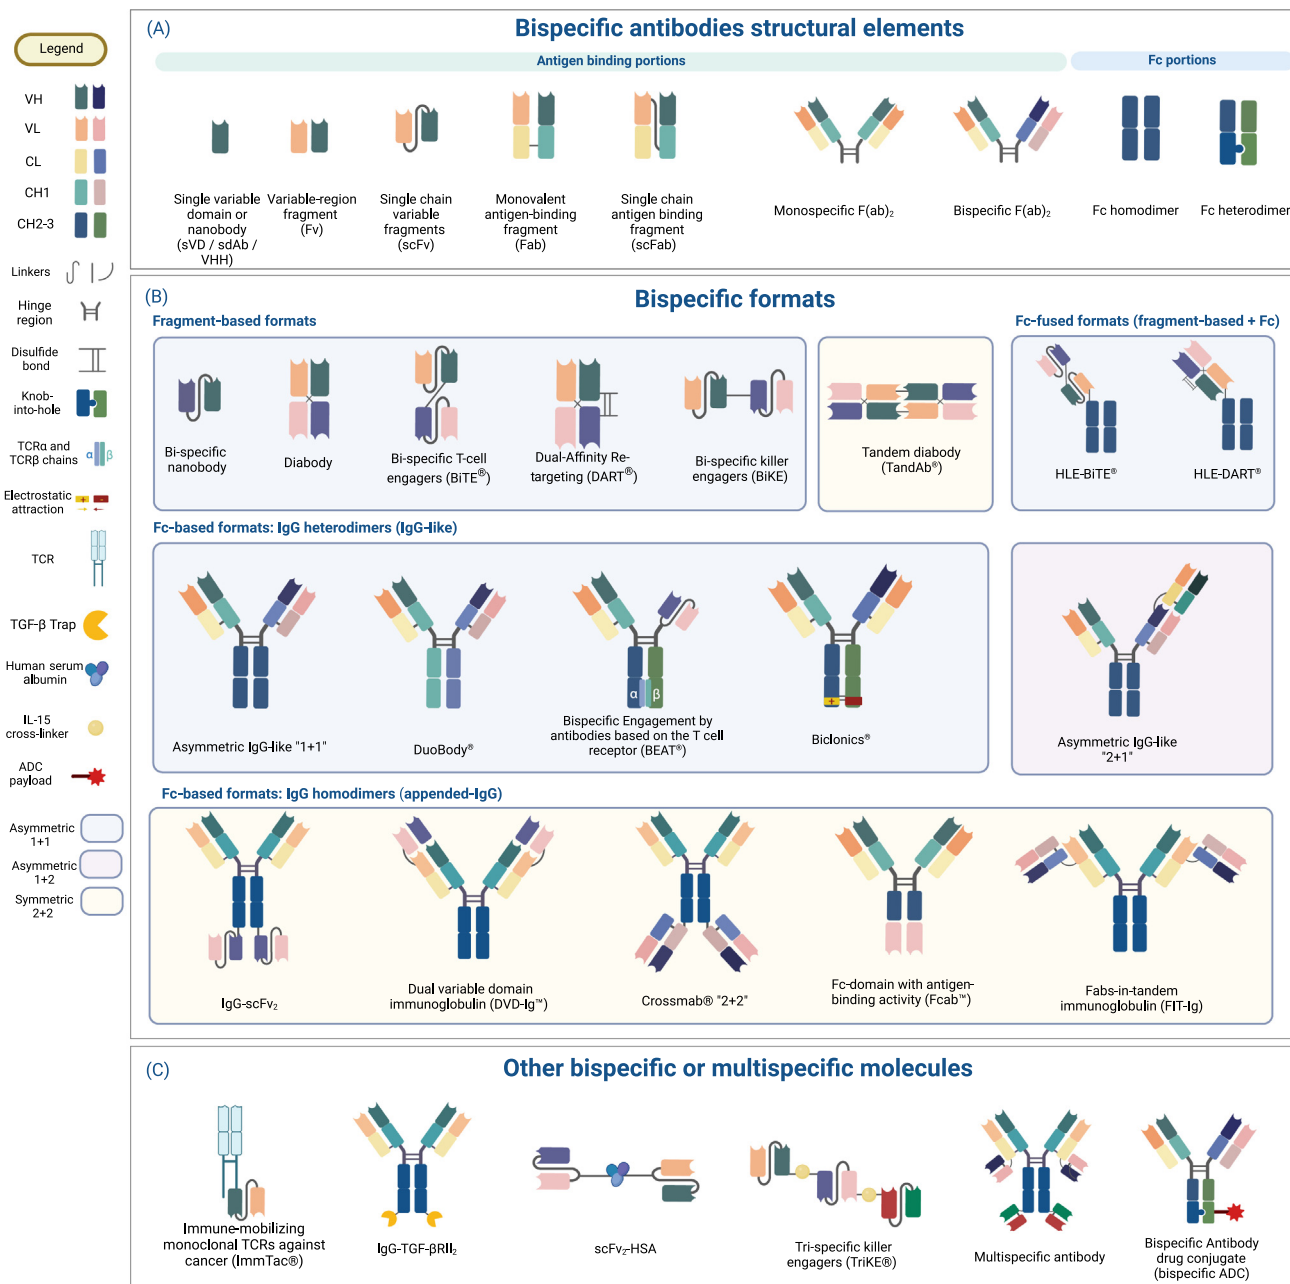 Legend
VH
VL
CL
CH1
CH2-3
Linkers
Hinge
region
Disulfide
bond
Knob-
into-hole
TCRα and
TCRβ chains
α β
Electrostatic
attraction
+ -
TCR
TGF-β Trap
Human serum
albumin
IL-15
cross-linker
ADC
payload
Asymmetric
1+1
Asymmetric
1+2
Symmetric
2+2
(A)
Bispecific antibodies structural elements
Antigen binding portions
Fc portions
Single variable
domain or
nanobody
(sVD / sdAb /
VHH)
Variable-region
fragment
(Fv)
Single chain
variable
fragments
(scFv)
Monovalent
antigen-binding
fragment
(Fab)
Single chain
antigen binding
fragment
(scFab)
Monospecific F(ab)₂
Bispecific F(ab)₂
Fc homodimer
Fc heterodimer
(B)
Bispecific formats
Fragment-based formats
Fc-fused formats (fragment-based + Fc)
Bi-specific
nanobody
Diabody
Bi-specific T-cell
engagers (BiTE®)
Dual-Affinity Re-
targeting (DART®)
Bi-specific killer
engagers (BiKE)
Tandem diabody
(TandAb®)
HLE-BiTE®
HLE-DART®
Fc-based formats: IgG heterodimers (IgG-like)
Asymmetric IgG-like "1+1"
DuoBody®
α β
Bispecific Engagement by
antibodies based on the T cell
receptor (BEAT®)
+ -
Biclonics®
Asymmetric IgG-like
"2+1"
Fc-based formats: IgG homodimers (appended-IgG)
IgG-scFv₂
Dual variable domain
immunoglobulin (DVD-Ig™)
Crossmab® "2+2"
Fc-domain with antigen-
binding activity (Fcab™)
Fabs-in-tandem
immunoglobulin (FIT-Ig)
(C)
Other bispecific or multispecific molecules
Immune-mobilizing
monoclonal TCRs against
cancer (ImmTac®)
IgG-TGF-βRII₂
scFv₂-HSA
Tri-specific killer
engagers (TriKE®)
Multispecific antibody
Bispecific Antibody
drug conjugate
(bispecific ADC)